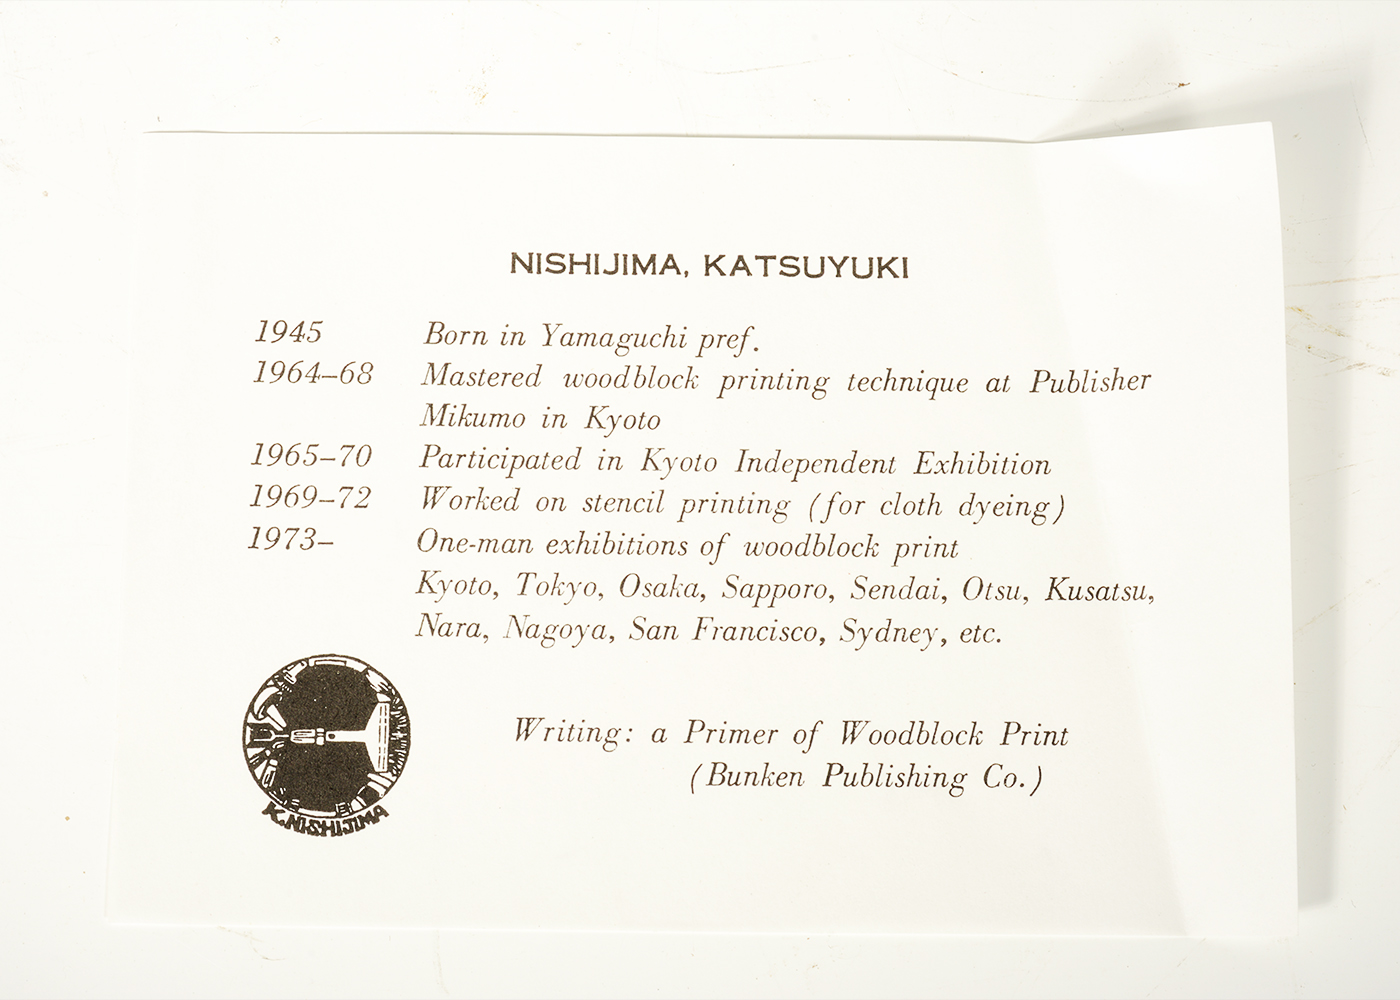 NISHIJIMA, KATSUYUKI
1945 Born in Yamaguchi pref.
1964–68 Mastered woodblock printing technique at Publisher
Mikumo in Kyoto
1965–70 Participated in Kyoto Independent Exhibition
1969–72 Worked on stencil printing (for cloth dyeing)
1973– One-man exhibitions of woodblock print
Kyoto, Tokyo, Osaka, Sapporo, Sendai, Otsu, Kusatsu,
Nara, Nagoya, San Francisco, Sydney, etc.
Writing: a Primer of Woodblock Print
(Bunken Publishing Co.)
K.NISHIJIMA